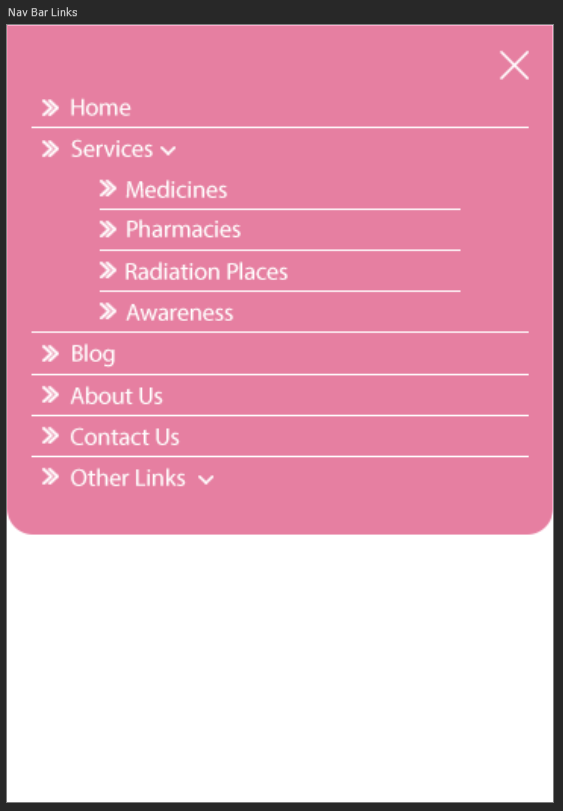 Nav Bar Links
Home
Services
Medicines
Pharmacies
Radiation Places
Awareness
Blog
About Us
Contact Us
Other Links